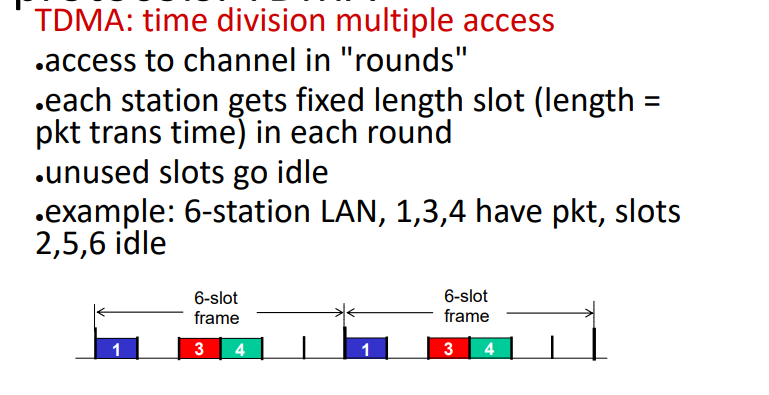 TDMA: time division multiple access
•access to channel in "rounds"
•each station gets fixed length slot (length =
pkt trans time) in each round
•unused slots go idle
•example: 6-station LAN, 1,3,4 have pkt, slots
2,5,6 idle
6-slot
frame
6-slot
frame
1 3 4 1 3 4